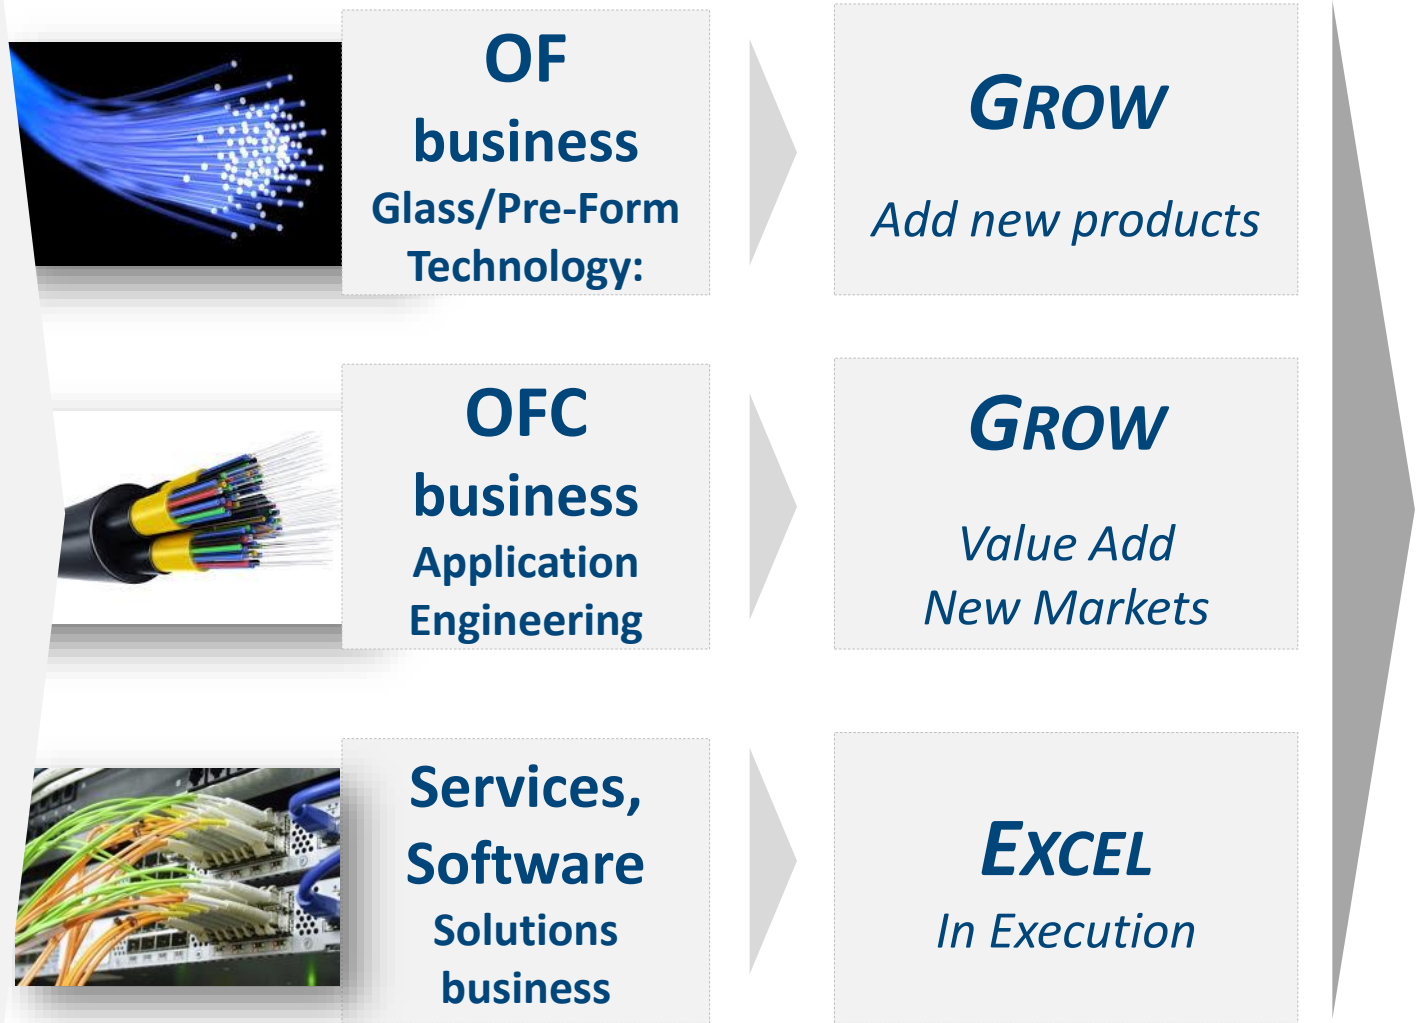 OF
business
Glass/Pre-Form
Technology:
GROW
Add new products
OFC
business
Application
Engineering
GROW
Value Add
New Markets
Services,
Software
Solutions
business
EXCEL
In Execution